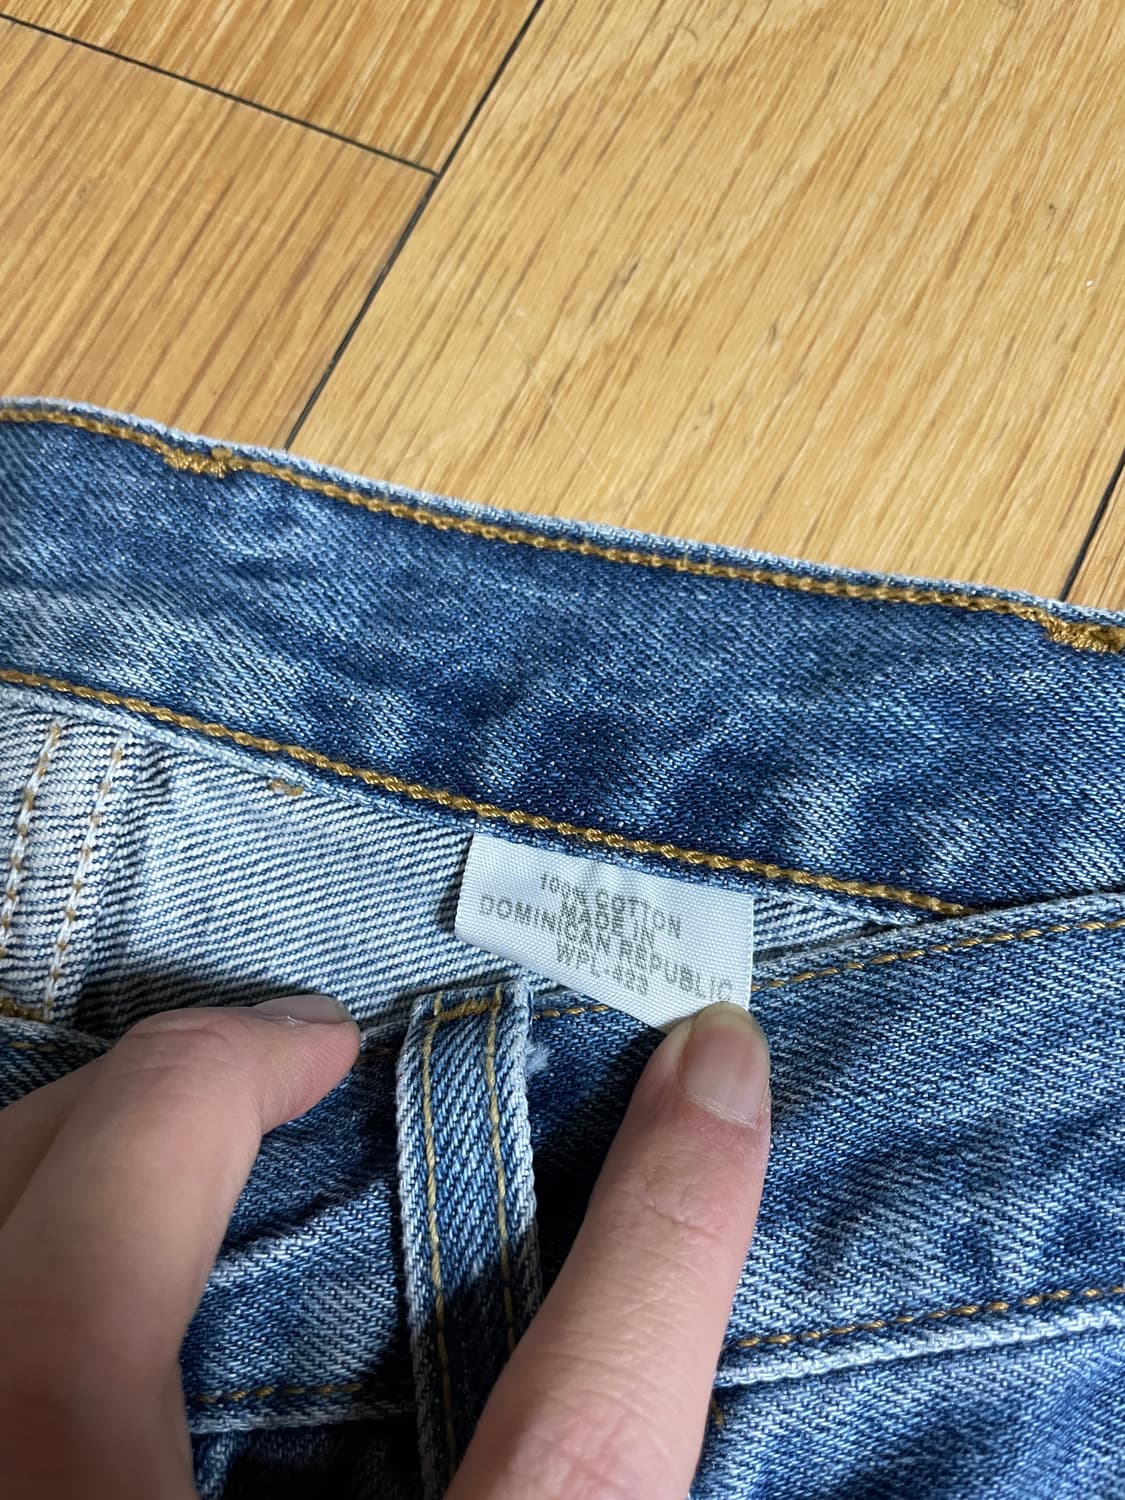 100% COTTON
MADE IN
DOMINICAN REPUBLIC
WPL-423